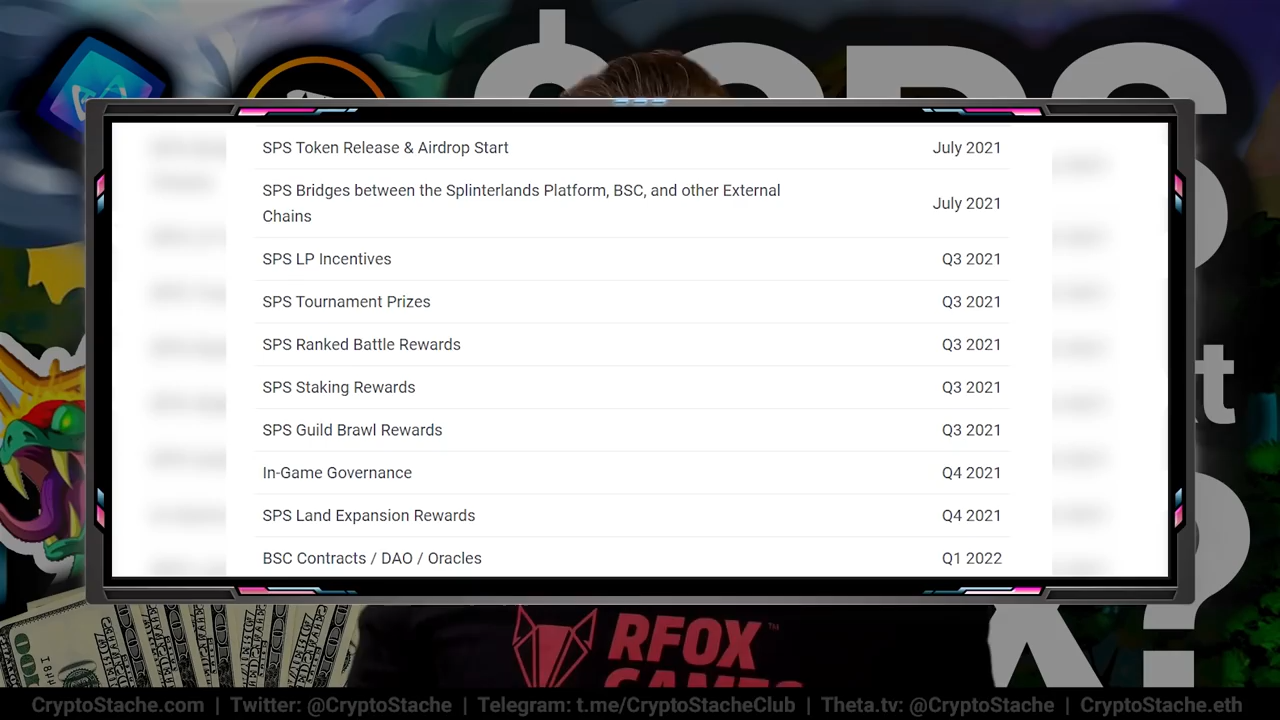 SPS Token Release & Airdrop Start July 2021
SPS Bridges between the Splinterlands Platform, BSC, and other External
Chains
July 2021
SPS LP Incentives Q3 2021
SPS Tournament Prizes Q3 2021
SPS Ranked Battle Rewards Q3 2021
SPS Staking Rewards Q3 2021
SPS Guild Brawl Rewards Q3 2021
In-Game Governance Q4 2021
SPS Land Expansion Rewards Q4 2021
BSC Contracts / DAO / Oracles Q1 2022
RFOX™
GAMES
CryptoStache.com | Twitter: @CryptoStache | Telegram: t.me/CryptoStacheClub | Theta.tv: @CryptoStache | CryptoStache.eth